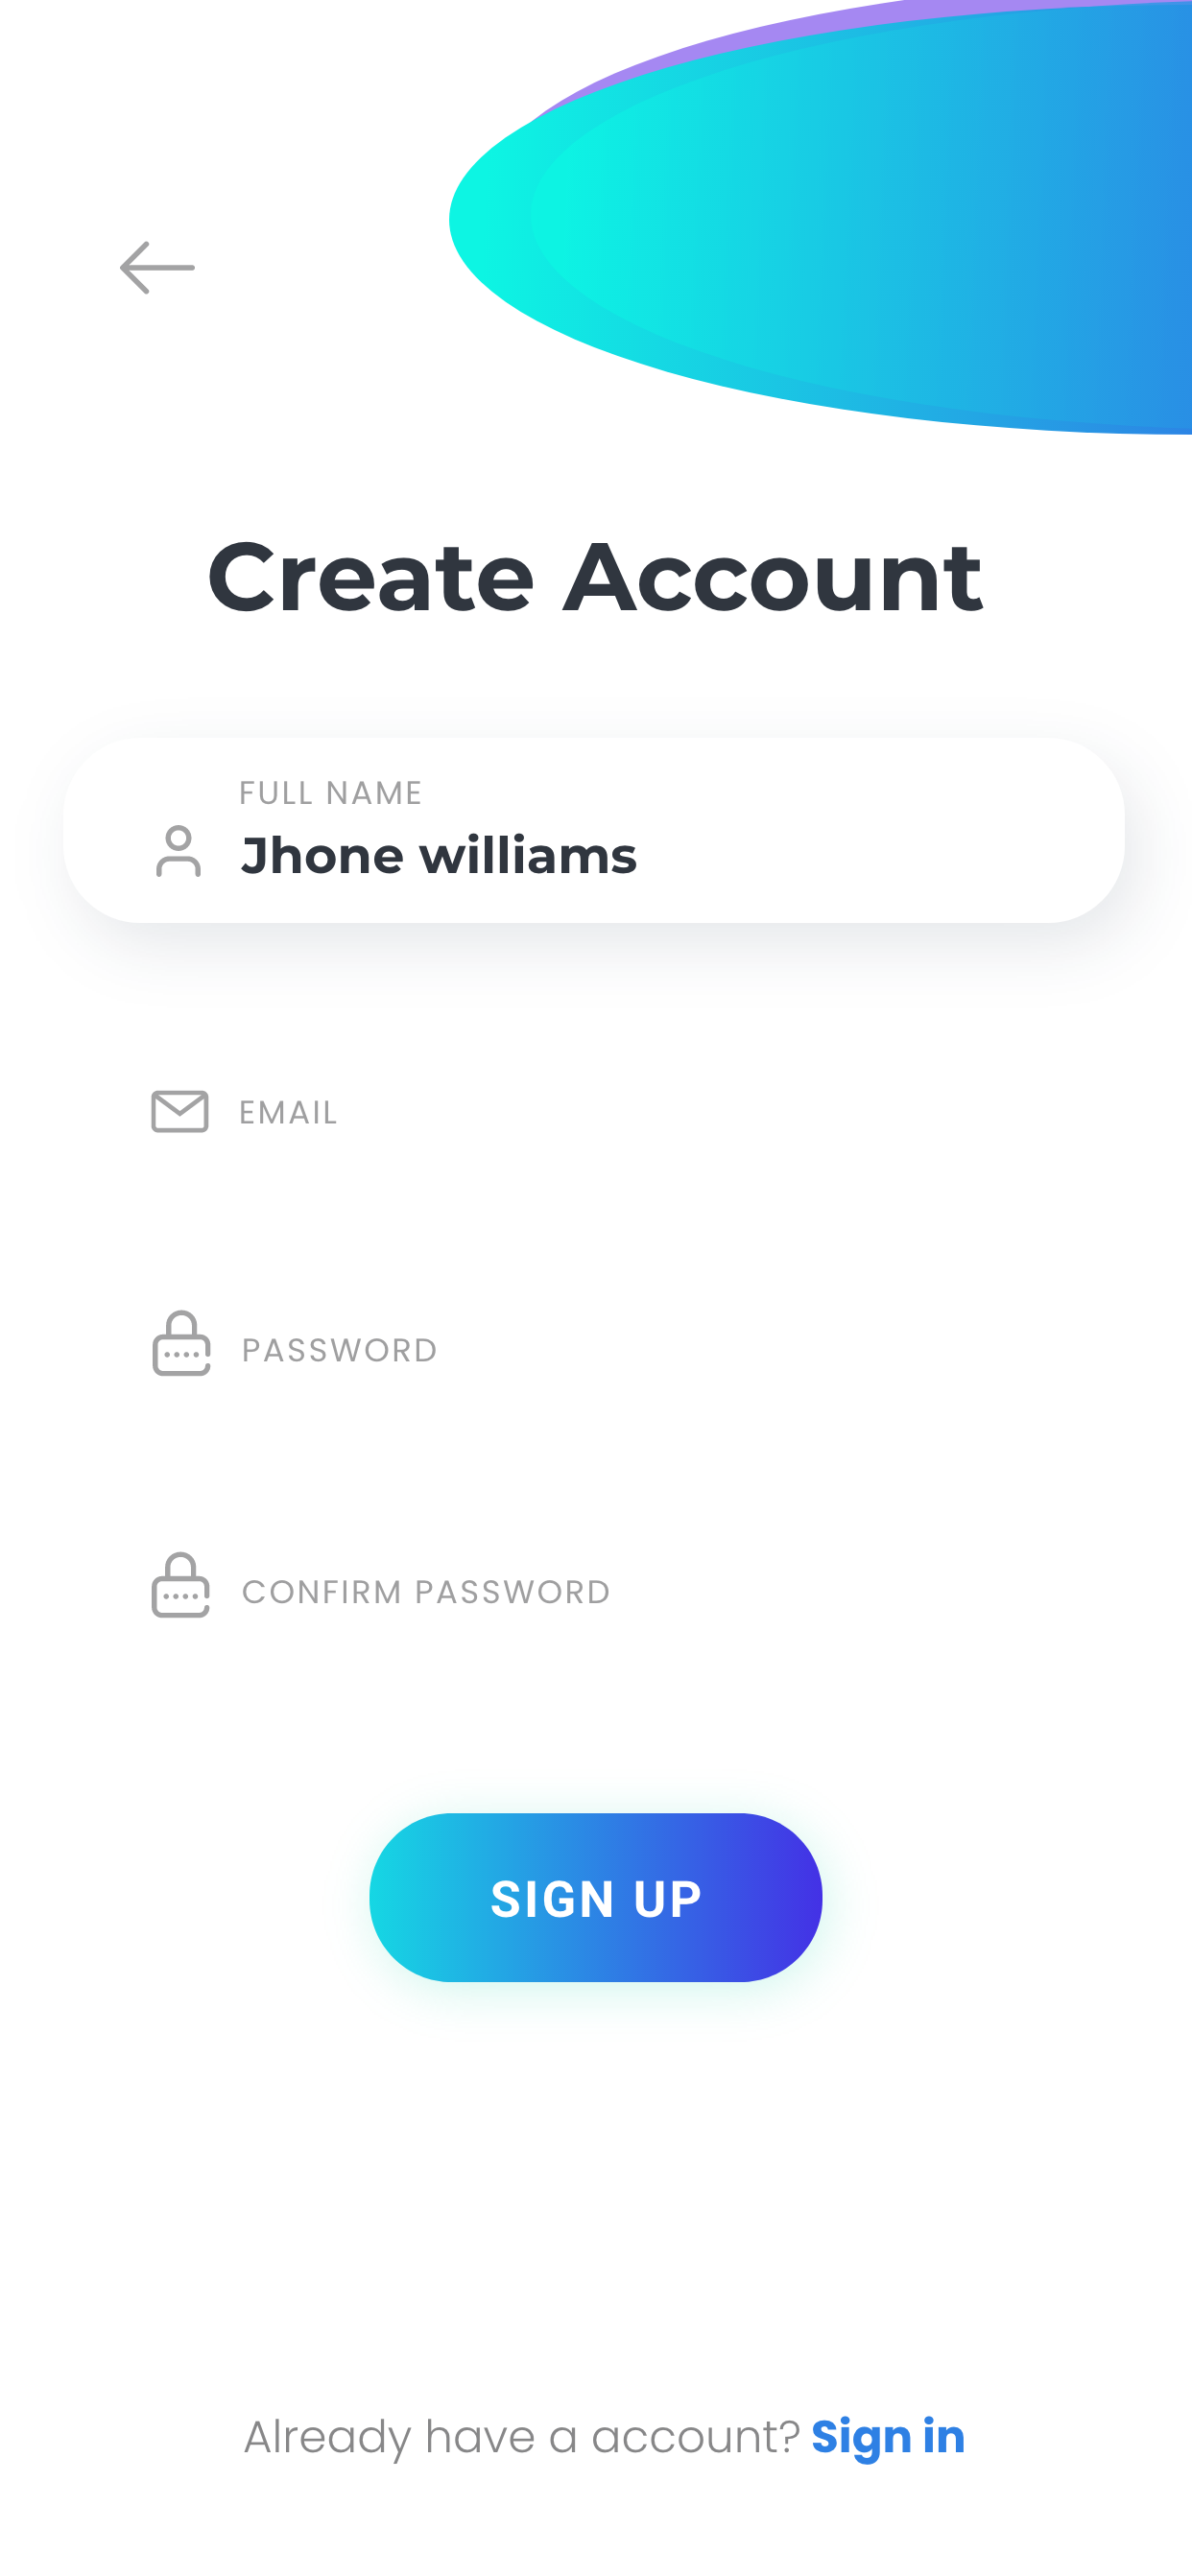 Create Account
FULL NAME
Jhone williams
EMAIL
PASSWORD
CONFIRM PASSWORD
SIGN UP
Already have a account? Sign in